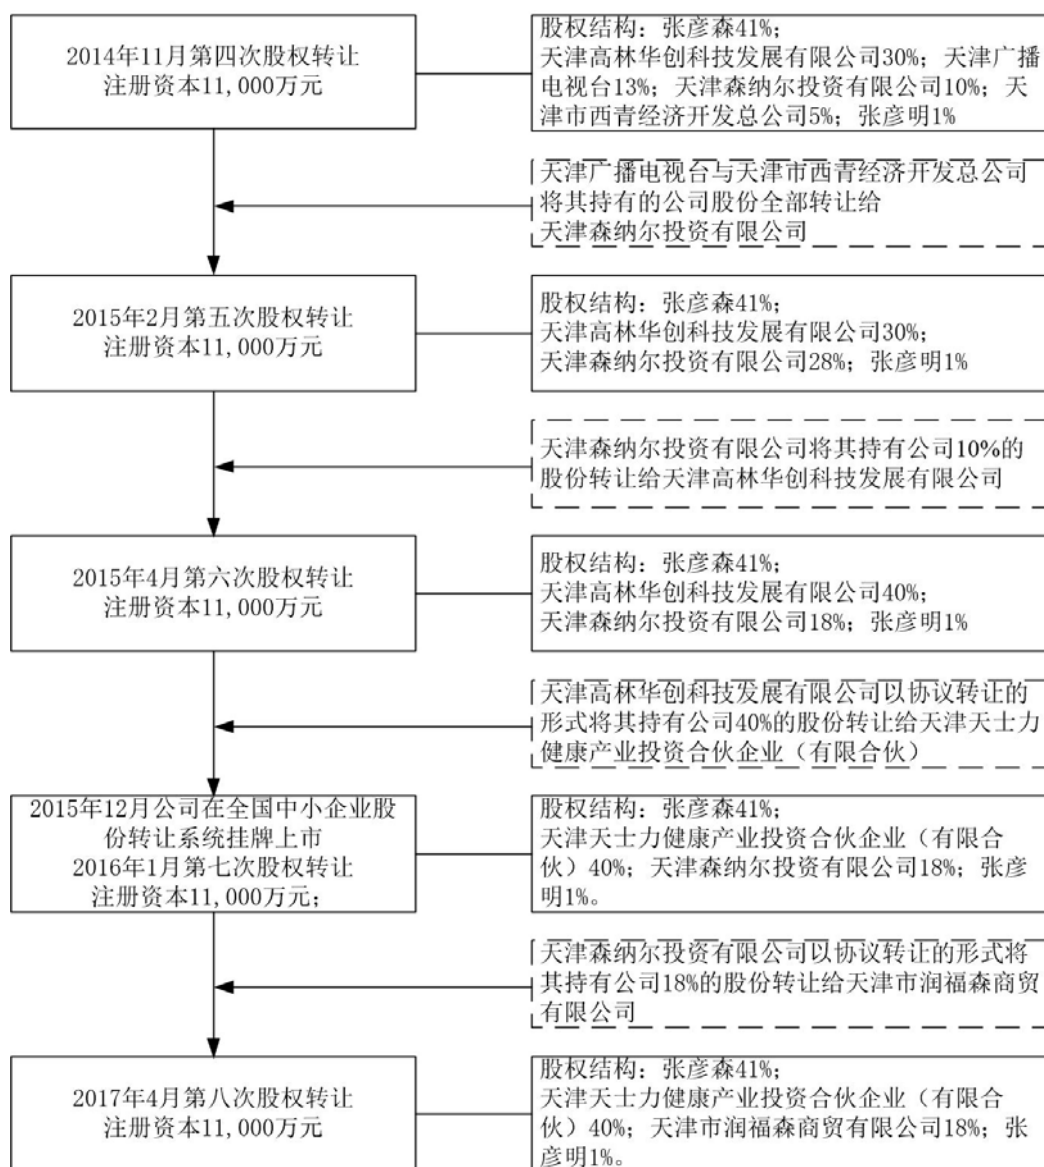 2014年11月第四次股权转让
注册资本11,000万元
股权结构：张彦森41%；
天津高林华创科技发展有限公司30%；天津广播
电视台13%；天津森纳尔投资有限公司10%；天
津市西青经济开发总公司5%；张彦明1%
天津广播电视台与天津市西青经济开发总公司
将其持有的公司股份全部转让给
天津森纳尔投资有限公司
2015年2月第五次股权转让
注册资本11,000万元
股权结构：张彦森41%；
天津高林华创科技发展有限公司30%；
天津森纳尔投资有限公司28%；张彦明1%
天津森纳尔投资有限公司将其持有公司10%的
股份转让给天津高林华创科技发展有限公司
2015年4月第六次股权转让
注册资本11,000万元
股权结构：张彦森41%；
天津高林华创科技发展有限公司40%；
天津森纳尔投资有限公司18%；张彦明1%
天津高林华创科技发展有限公司以协议转让的
形式将其持有公司40%的股份转让给天津天士力
健康产业投资合伙企业（有限合伙）
2015年12月公司在全国中小企业股
份转让系统挂牌上市
2016年1月第七次股权转让
注册资本11,000万元；
股权结构：张彦森41%；
天津天士力健康产业投资合伙企业（有限合
伙）40%；天津森纳尔投资有限公司18%；张彦
明1%。
天津森纳尔投资有限公司以协议转让的形式将
其持有公司18%的股份转让给天津市润福森商贸
有限公司
2017年4月第八次股权转让
注册资本11,000万元
股权结构：张彦森41%；
天津天士力健康产业投资合伙企业（有限合
伙）40%；天津市润福森商贸有限公司18%；张
彦明1%。